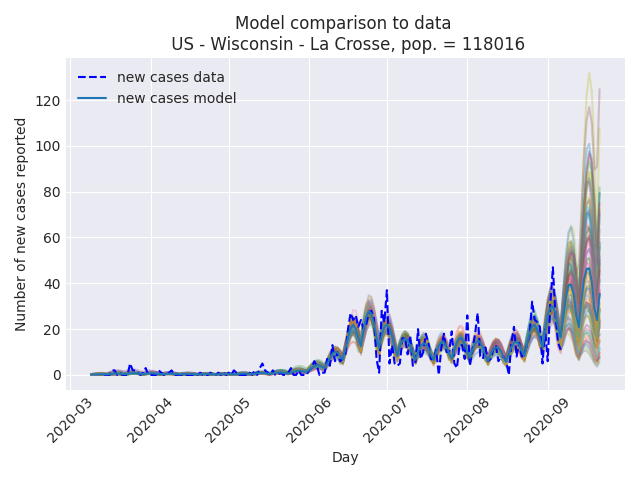 Model comparison to data
US - Wisconsin - La Crosse, pop. = 118016
new cases data
new cases model
Number of new cases reported
120
100
80
60
40
20
0
2020-03
2020-04
2020-05
2020-06
2020-07
2020-08
2020-09
Day